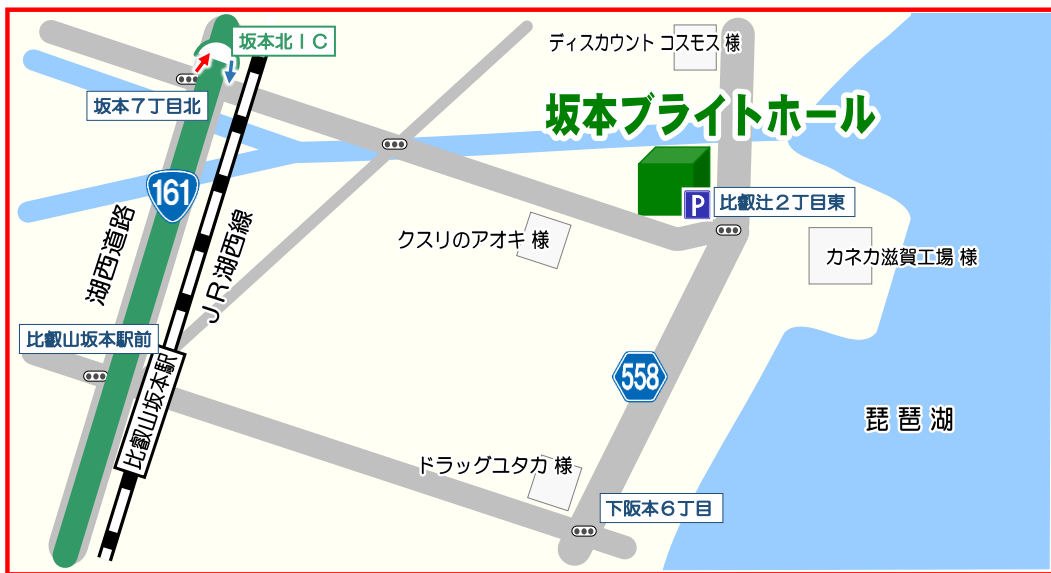 坂本北IC
ディスカウント コスモス 様
坂本7丁目北
坂本ブライトホール
161
P
比叡辻2丁目東
クスリのアオキ 様
カネカ滋賀工場 様
湖西道路
JR湖西線
比叡山坂本駅前
比叡山坂本駅
558
琵琶湖
ドラッグユタカ 様
下阪本6丁目